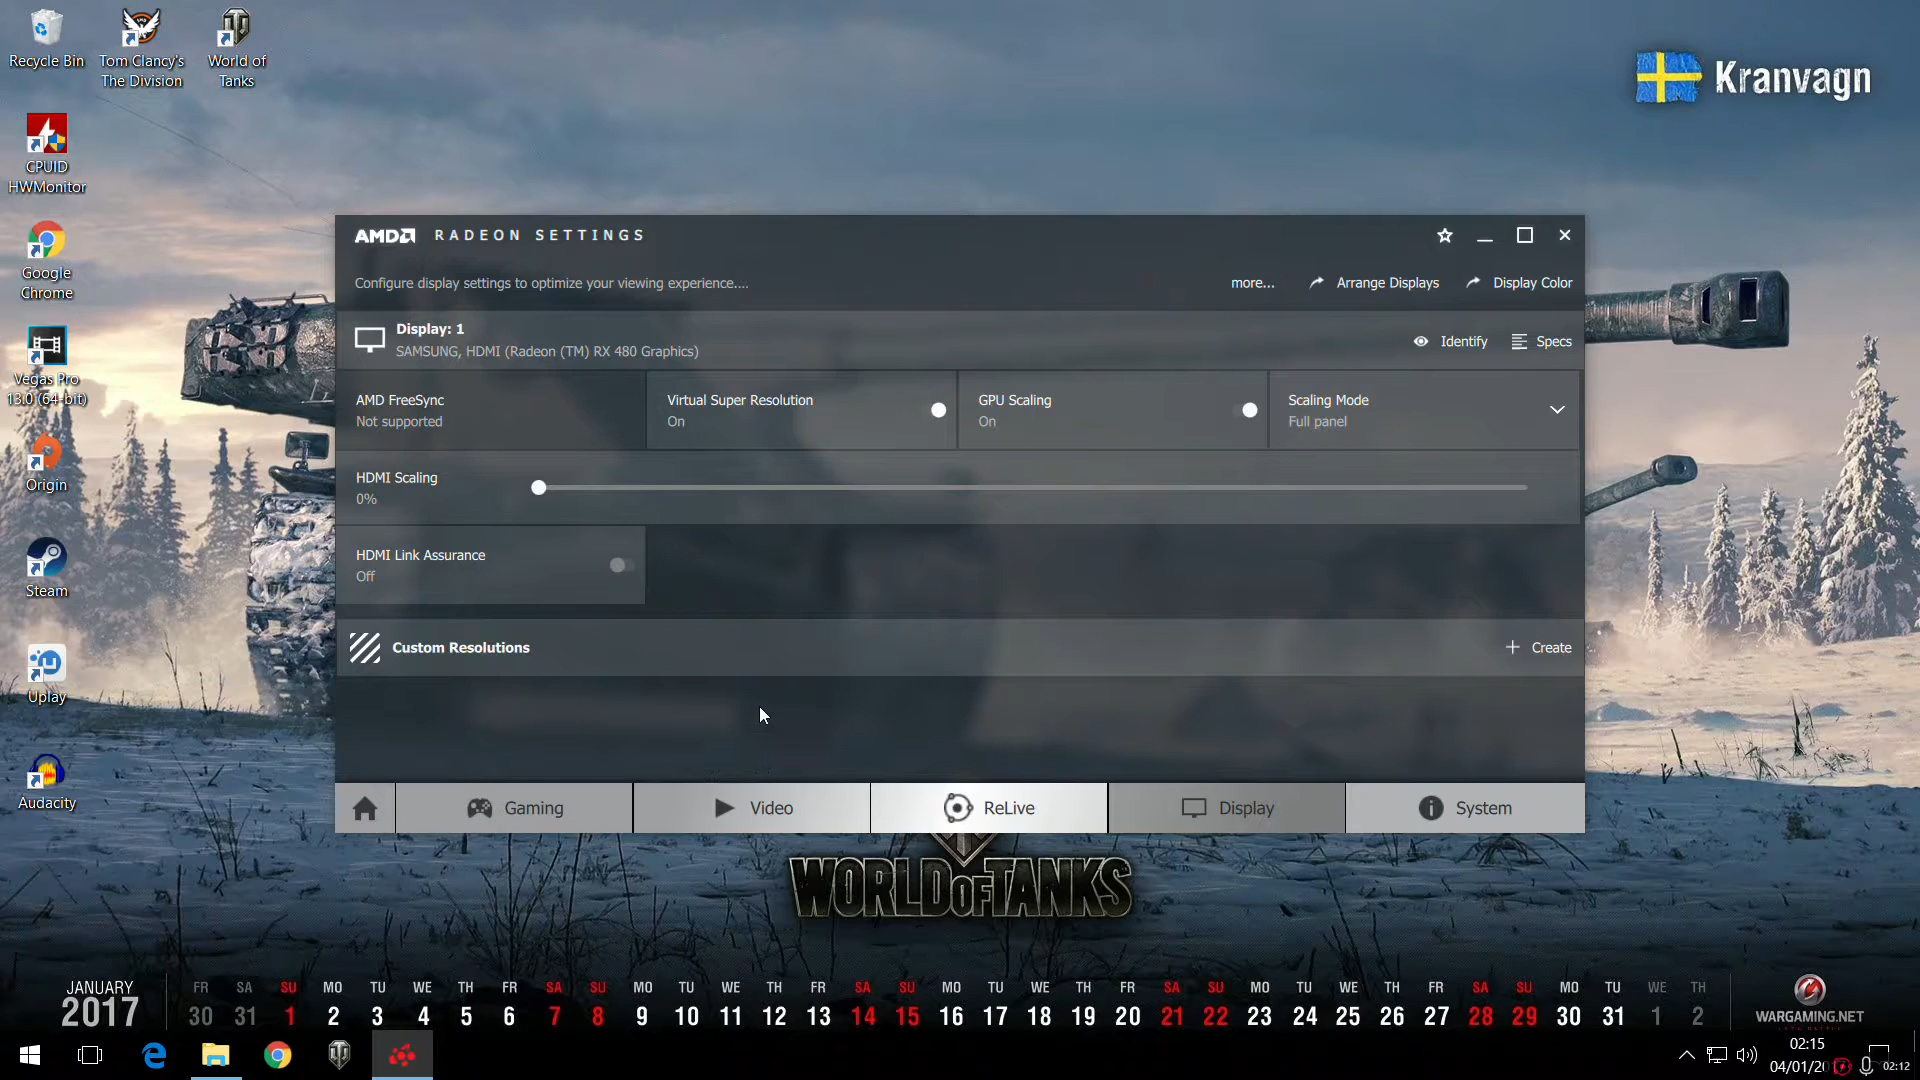 Recycle Bin
Tom Clancy's
The Division
World of
Tanks
CPUID
HWMonitor
Google
Chrome
Vegas Pro
13.0 (64-bit)
Origin
Steam
Uplay
Audacity
Kranvagn
AMD RADEON SETTINGS
Configure display settings to optimize your viewing experience....
more... Arrange Displays Display Color
Display: 1
SAMSUNG, HDMI (Radeon (TM) RX 480 Graphics)
Identify Specs
AMD FreeSync
Not supported
Virtual Super Resolution
On
GPU Scaling
On
Scaling Mode
Full panel
HDMI Scaling
0%
HDMI Link Assurance
Off
Custom Resolutions
Create
Gaming Video ReLive Display System
WORLD OF TANKS
JANUARY
2017
FR SA SU MO TU WE TH FR SA SU MO TU WE TH FR SA SU MO TU WE TH FR SA SU MO TU WE TH FR SA SU MO TU WE TH
30 31 1 2 3 4 5 6 7 8 9 10 11 12 13 14 15 16 17 18 19 20 21 22 23 24 25 26 27 28 29 30 31 1 2
WARGAMING.NET
02:15
04/01/20
02:12